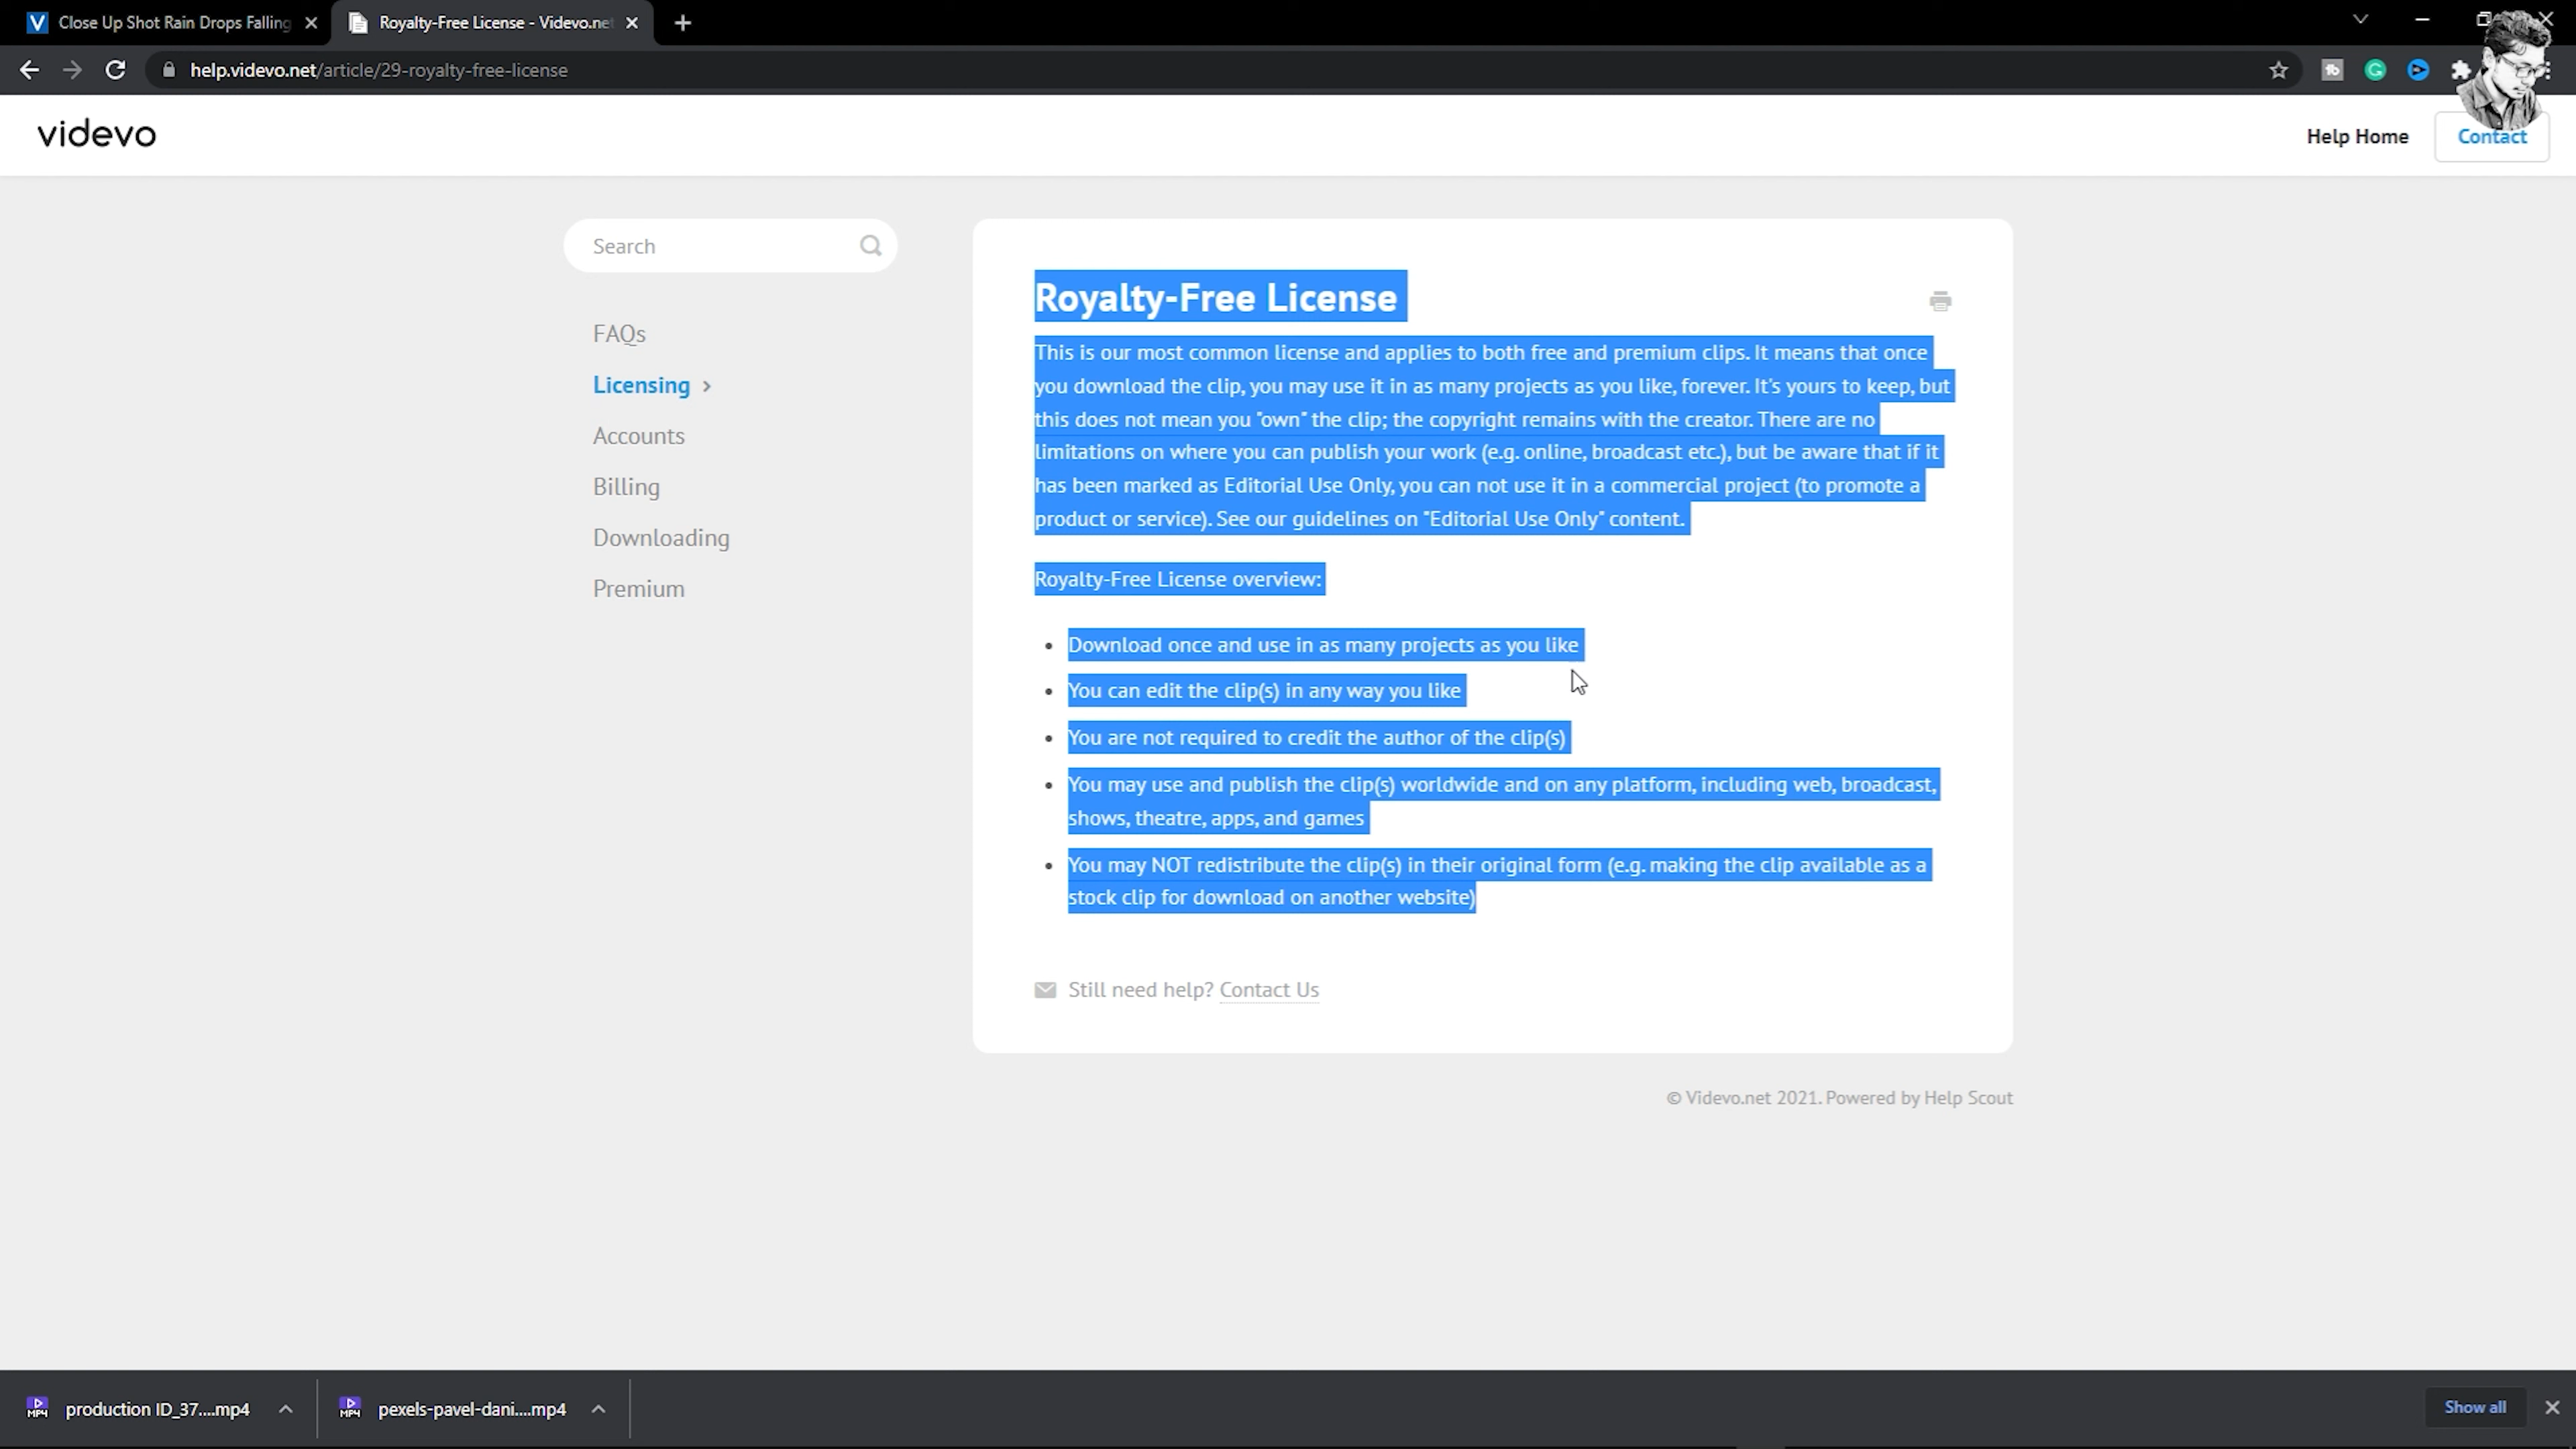 Close Up Shot Rain Drops Falling
Royalty-Free License - Videvo.net
help.videvo.net/article/29-royalty-free-license
videvo
Help Home
Contact
Search
FAQs
Licensing
Accounts
Billing
Downloading
Premium
Royalty-Free License
This is our most common license and applies to both free and premium clips. It means that once
you download the clip, you may use it in as many projects as you like, forever. It's yours to keep, but
this does not mean you "own" the clip; the copyright remains with the creator. There are no
limitations on where you can publish your work (e.g. online, broadcast etc.), but be aware that if it
has been marked as Editorial Use Only, you can not use it in a commercial project (to promote a
product or service). See our guidelines on "Editorial Use Only" content.
Royalty-Free License overview:
• Download once and use in as many projects as you like
• You can edit the clip(s) in any way you like
• You are not required to credit the author of the clip(s)
• You may use and publish the clip(s) worldwide and on any platform, including web, broadcast,
shows, theatre, apps, and games
• You may NOT redistribute the clip(s) in their original form (e.g. making the clip available as a
stock clip for download on another website)
Still need help? Contact Us
© Videvo.net 2021. Powered by Help Scout
MP4 production ID_37....mp4
MP4 pexels-pavel-dani....mp4
Show all